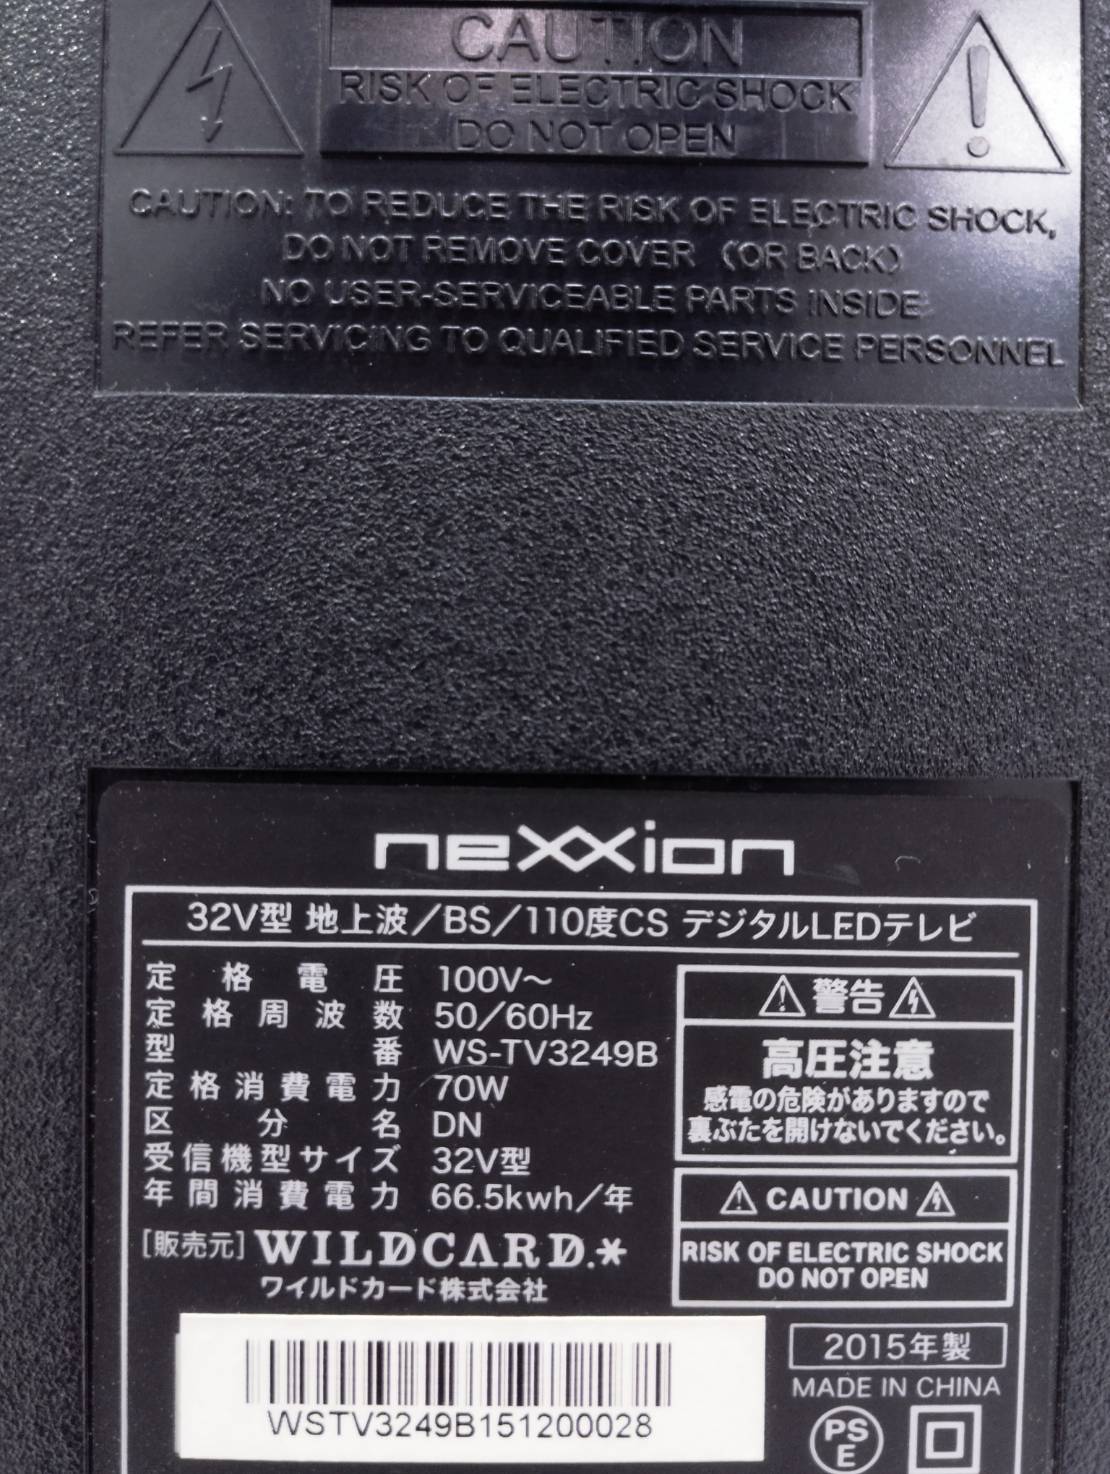 CAUTION
RISK OF ELECTRIC SHOCK
DO NOT OPEN
CAUTION: TO REDUCE THE RISK OF ELECTRIC SHOCK,
DO NOT REMOVE COVER (OR BACK)
NO USER-SERVICEABLE PARTS INSIDE
REFER SERVICING TO QUALIFIED SERVICE PERSONNEL
neXXion
32V型 地上波/BS/110度CS デジタルLEDテレビ
定格電圧 100V～
定格周波数 50/60Hz
型番 WS-TV3249B
定格消費電力 70W
区分名 DN
受信機型サイズ 32V型
年間消費電力 66.5kwh/年
[販売元] WILDCARD.*
ワイルドカード株式会社
警告
高圧注意
感電の危険がありますので
裏ぶたを開けないでください。
CAUTION
RISK OF ELECTRIC SHOCK
DO NOT OPEN
WSTV3249B151200028
2015年製
MADE IN CHINA
PS
E